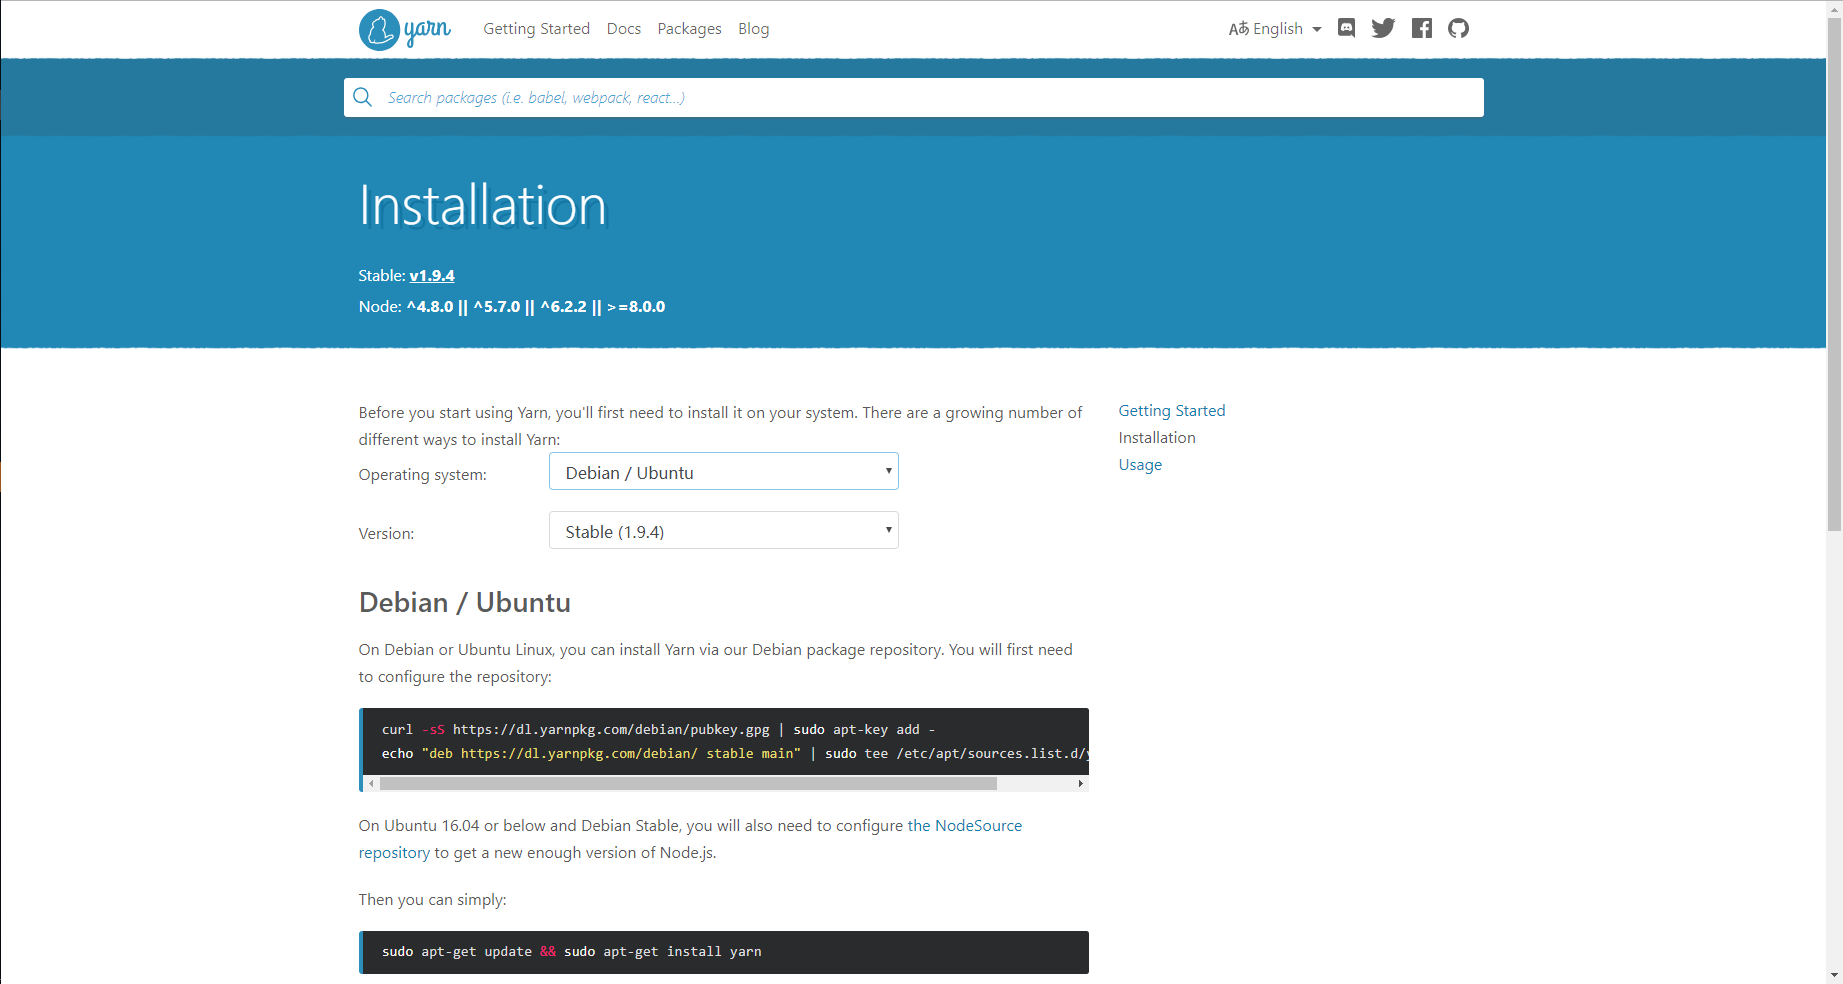 yarn
Getting Started Docs Packages Blog
Aあ English
Search packages (i.e. babel, webpack, react...)
Installation
Stable: v1.9.4
Node: ^4.8.0 || ^5.7.0 || ^6.2.2 || >=8.0.0
Before you start using Yarn, you'll first need to install it on your system. There are a growing number of
different ways to install Yarn:
Operating system: Debian / Ubuntu
Version: Stable (1.9.4)
Getting Started
Installation
Usage
Debian / Ubuntu
On Debian or Ubuntu Linux, you can install Yarn via our Debian package repository. You will first need
to configure the repository:
curl -sS https://dl.yarnpkg.com/debian/pubkey.gpg | sudo apt-key add -
echo "deb https://dl.yarnpkg.com/debian/ stable main" | sudo tee /etc/apt/sources.list.d/
On Ubuntu 16.04 or below and Debian Stable, you will also need to configure the NodeSource
repository to get a new enough version of Node.js.
Then you can simply:
sudo apt-get update && sudo apt-get install yarn